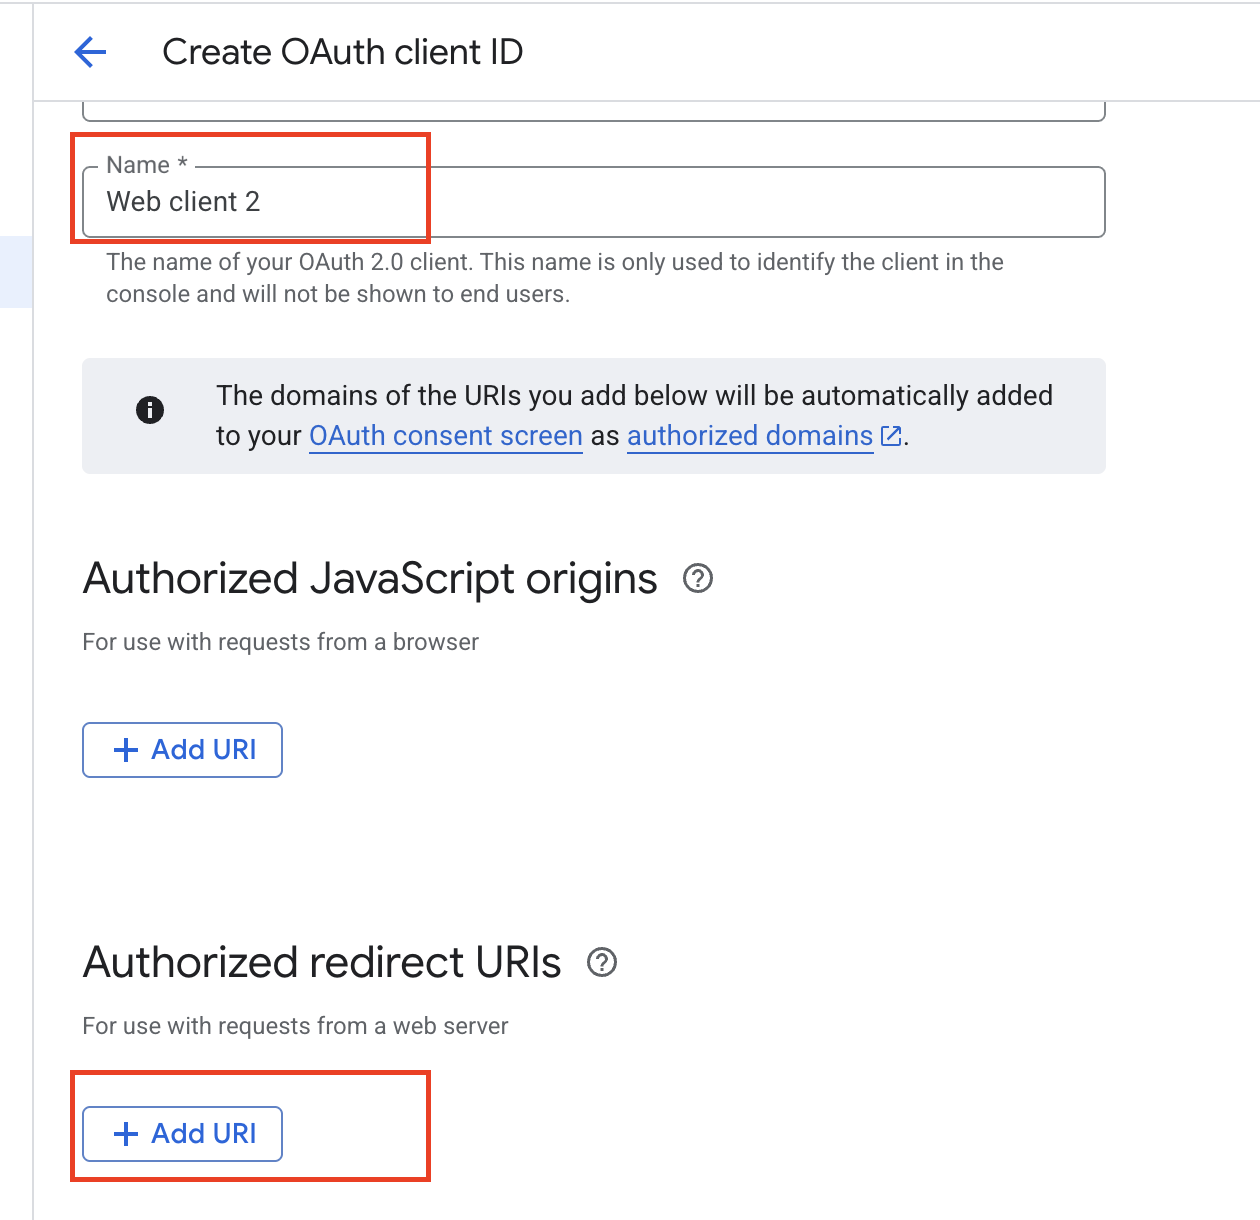 Create OAuth client ID
Name *
Web client 2
The name of your OAuth 2.0 client. This name is only used to identify the client in the
console and will not be shown to end users.
The domains of the URIs you add below will be automatically added
to your OAuth consent screen as authorized domains.
Authorized JavaScript origins
For use with requests from a browser
+ Add URI
Authorized redirect URIs
For use with requests from a web server
+ Add URI